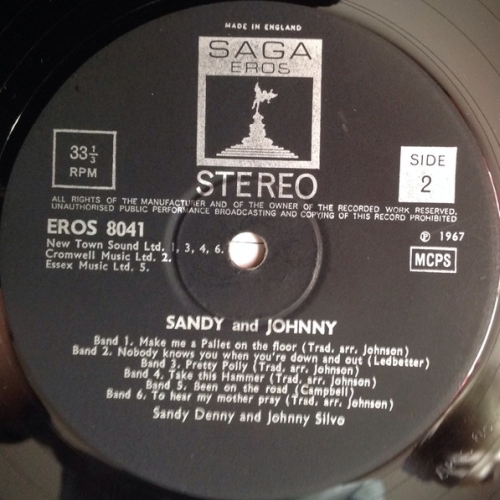 MADE IN ENGLAND
SAGA
EROS
33 1/3
RPM
STEREO
SIDE
2
ALL RIGHTS OF THE MANUFACTURER AND OF THE OWNER OF THE RECORDED WORK RESERVED.
UNAUTHORISED PUBLIC PERFORMANCE BROADCASTING AND COPYING OF THIS RECORD PROHIBITED
EROS 8041
New Town Sound Ltd. 1, 3, 4, 6.
Cromwell Music Ltd. 2.
Essex Music Ltd. 5.
℗ 1967
MCPS
SANDY and JOHNNY
Band 1. Make me a Pallet on the floor (Trad. arr. Johnson)
Band 2. Nobody knows you when you're down and out (Ledbetter)
Band 3. Pretty Polly (Trad. arr. Johnson)
Band 4. Take this Hammer (Trad. arr. Johnson)
Band 5. Been on the road (Campbell)
Band 6. To hear my mother pray (Trad. arr. Johnson)
Sandy Denny and Johnny Silvo